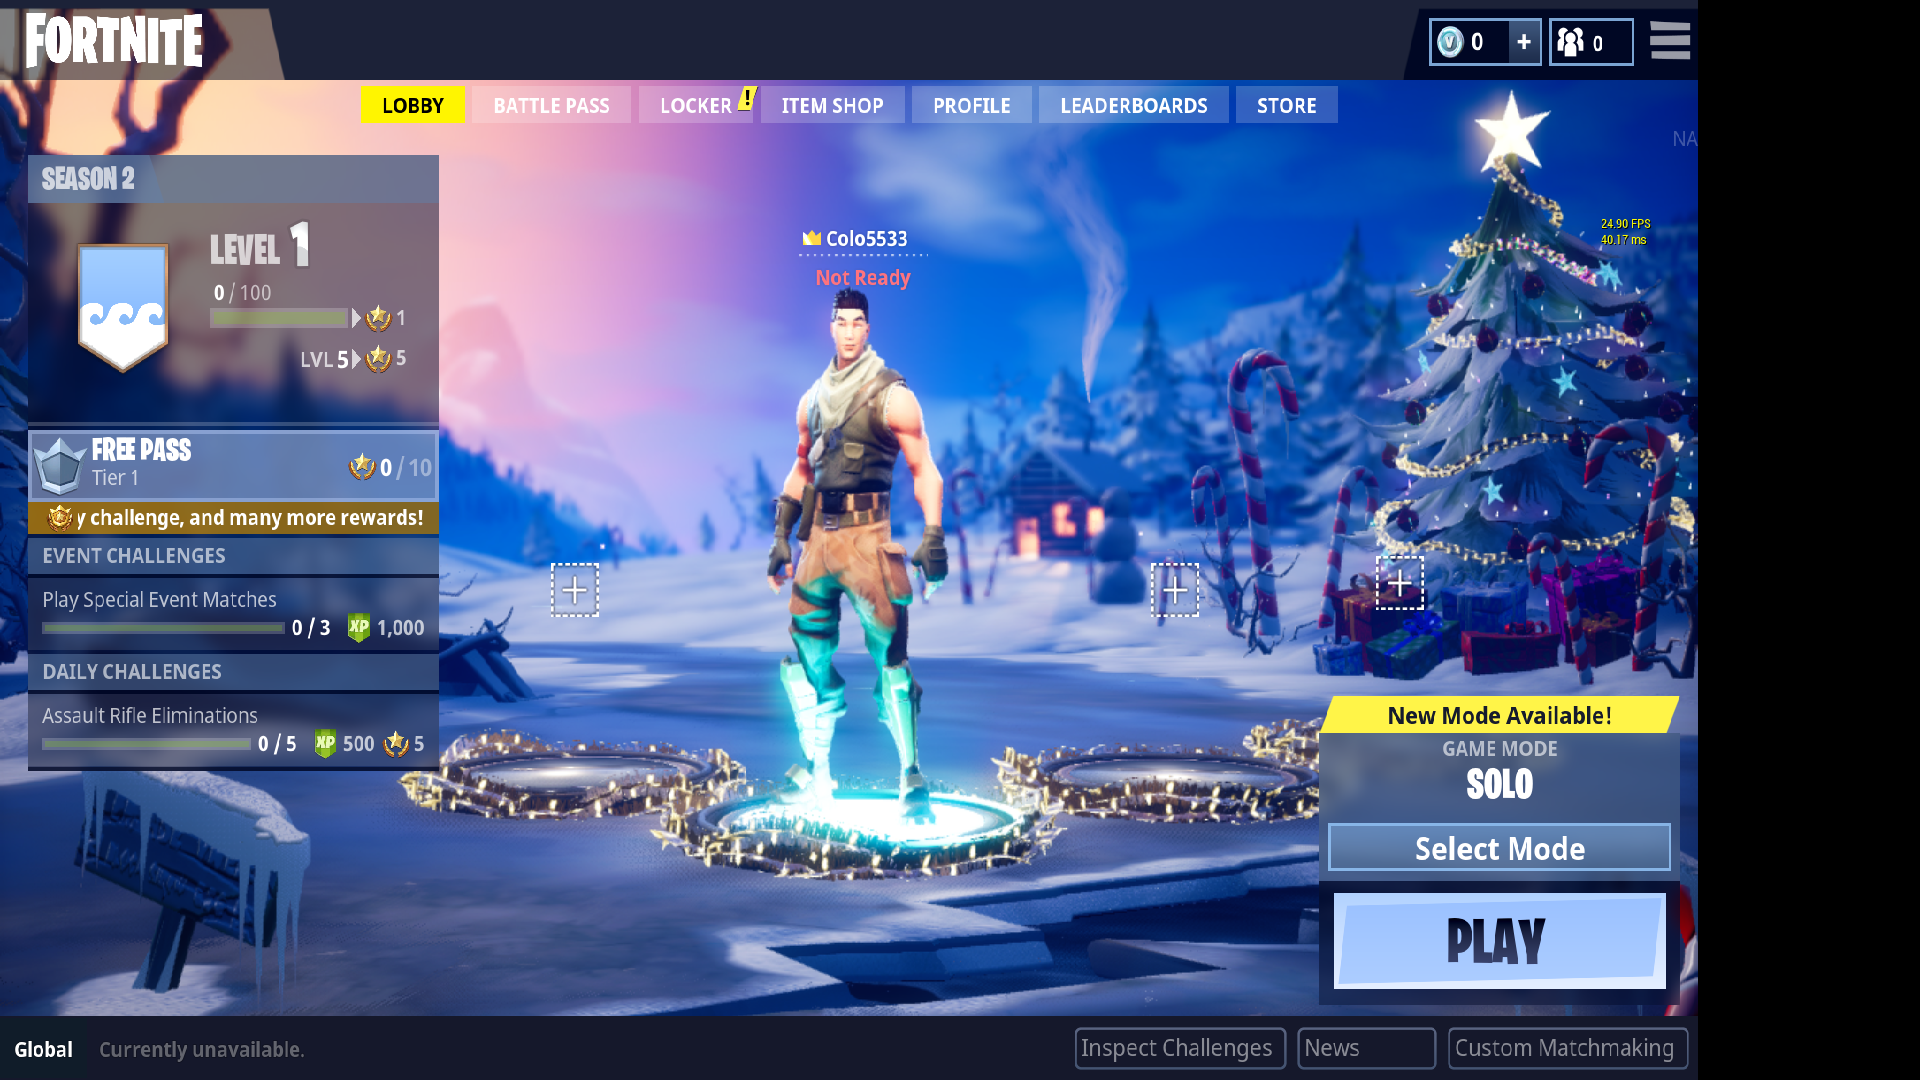 FORTNITE
0 +
0
LOBBY
BATTLE PASS
LOCKER !
ITEM SHOP
PROFILE
LEADERBOARDS
STORE
NA
SEASON 2
LEVEL 1
0 / 100
1
LVL 5 5
24.90 FPS
40.17 ms
Colo5533
Not Ready
FREE PASS
Tier 1
0 / 10
y challenge, and many more rewards!
EVENT CHALLENGES
Play Special Event Matches
0 / 3 XP 1,000
DAILY CHALLENGES
Assault Rifle Eliminations
0 / 5 XP 500 5
New Mode Available!
GAME MODE
SOLO
Select Mode
PLAY
Global Currently unavailable.
Inspect Challenges
News
Custom Matchmaking